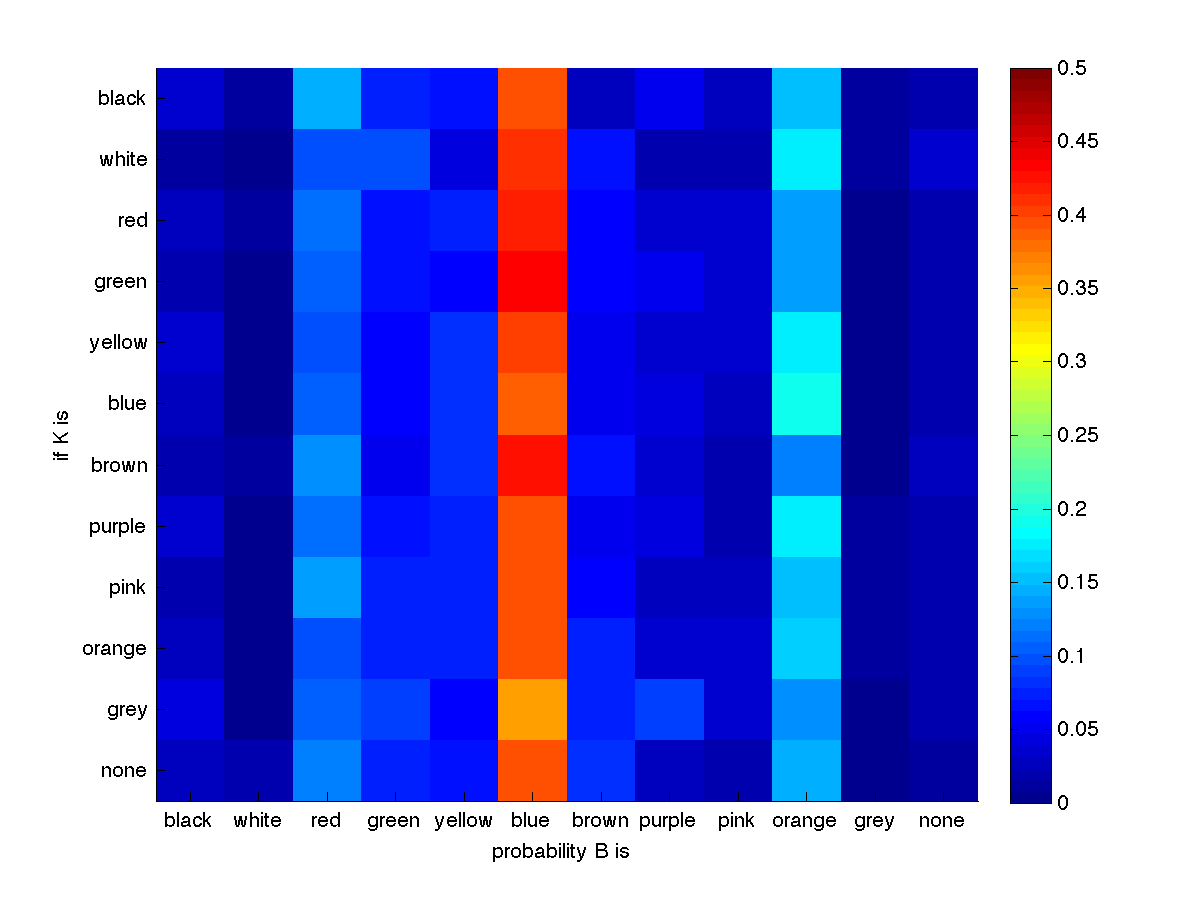 black
white
red
green
yellow
blue
brown
purple
pink
orange
grey
none
if K is
black white red green yellow blue brown purple pink orange grey none
probability B is
0.5
0.45
0.4
0.35
0.3
0.25
0.2
0.15
0.1
0.05
0